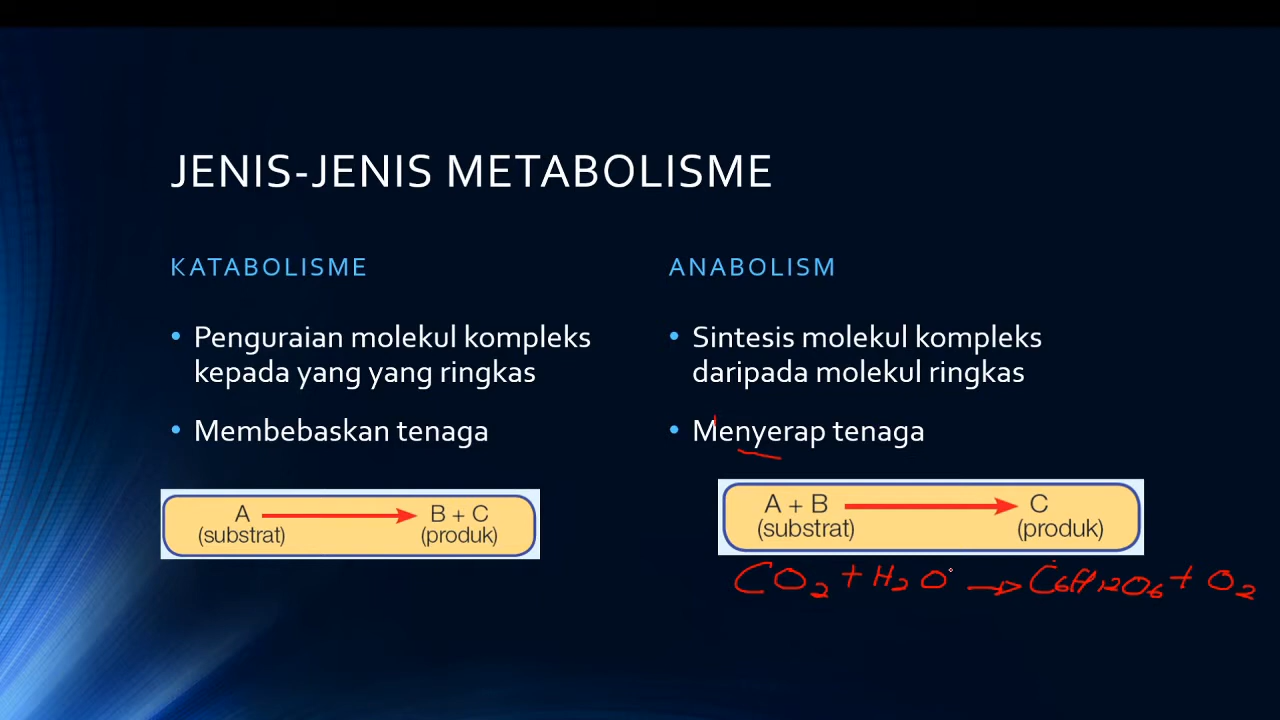 JENIS-JENIS METABOLISME
KATABOLISME
• Penguraian molekul kompleks
kepada yang yang ringkas
• Membebaskan tenaga
A → B + C
(substrat) (produk)
ANABOLISM
• Sintesis molekul kompleks
daripada molekul ringkas
• Menyerap tenaga
A + B → C
(substrat) (produk)
CO2 + H2O → C6H12O6 + O2